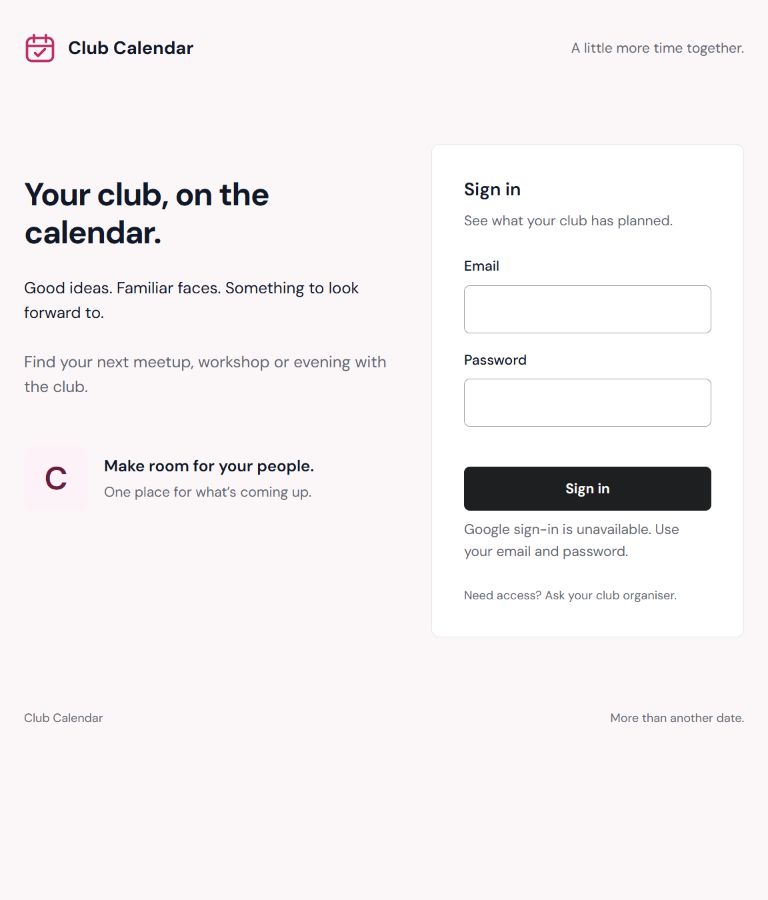 Club Calendar
A little more time together.
Your club, on the
calendar.
Good ideas. Familiar faces. Something to look
forward to.
Find your next meetup, workshop or evening with
the club.
C
Make room for your people.
One place for what's coming up.
Sign in
See what your club has planned.
Email
Password
Sign in
Google sign-in is unavailable. Use
your email and password.
Need access? Ask your club organiser.
Club Calendar
More than another date.